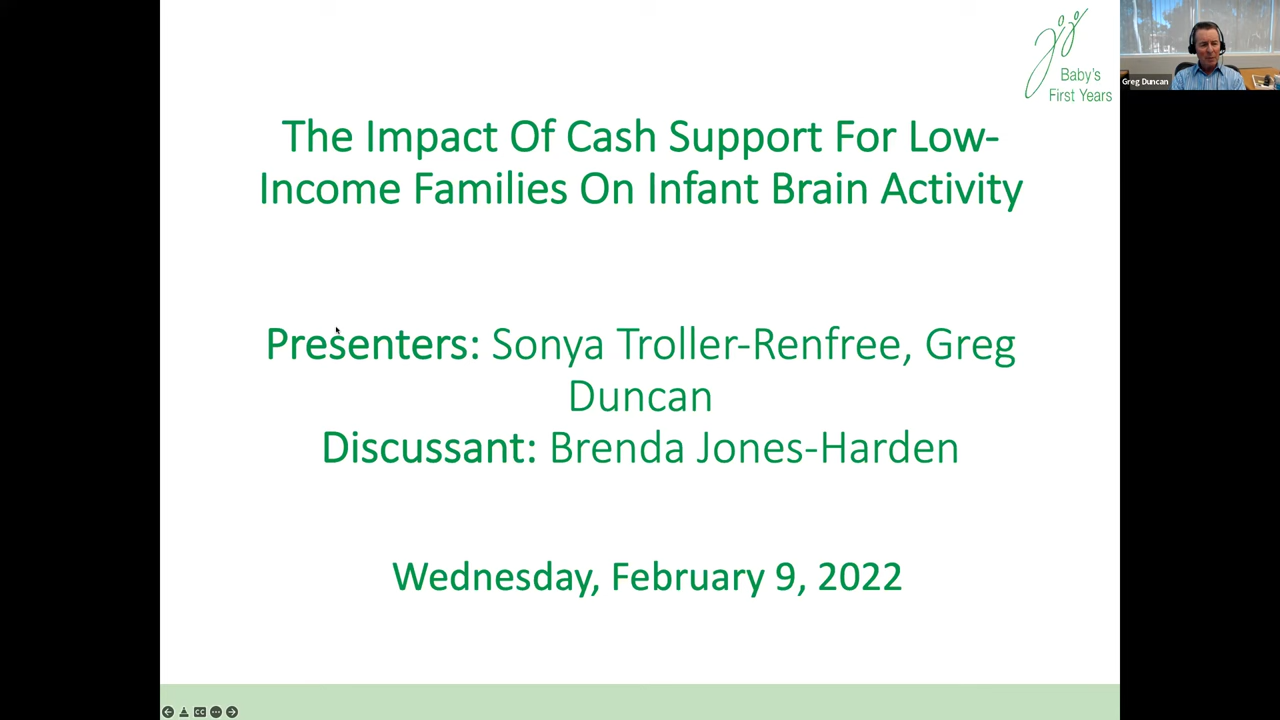 Baby's
First Years
Greg Duncan
The Impact Of Cash Support For Low-
Income Families On Infant Brain Activity
Presenters: Sonya Troller-Renfree, Greg
Duncan
Discussant: Brenda Jones-Harden
Wednesday, February 9, 2022
CC